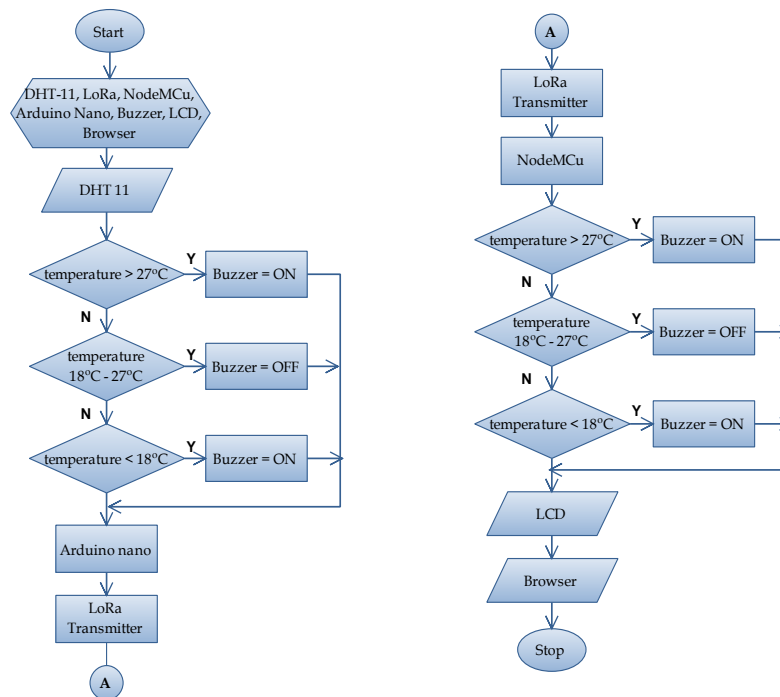 Start
DHT-11, LoRa, NodeMCu,
Arduino Nano, Buzzer, LCD,
Browser
DHT 11
temperature > 27°C
Y
Buzzer = ON
N
temperature
18°C - 27°C
Y
Buzzer = OFF
N
temperature < 18°C
Y
Buzzer = ON
Arduino nano
LoRa
Transmitter
A
A
LoRa
Transmitter
NodeMCu
temperature > 27°C
Y
Buzzer = ON
N
temperature
18°C - 27°C
Y
Buzzer = OFF
N
temperature < 18°C
Y
Buzzer = ON
LCD
Browser
Stop